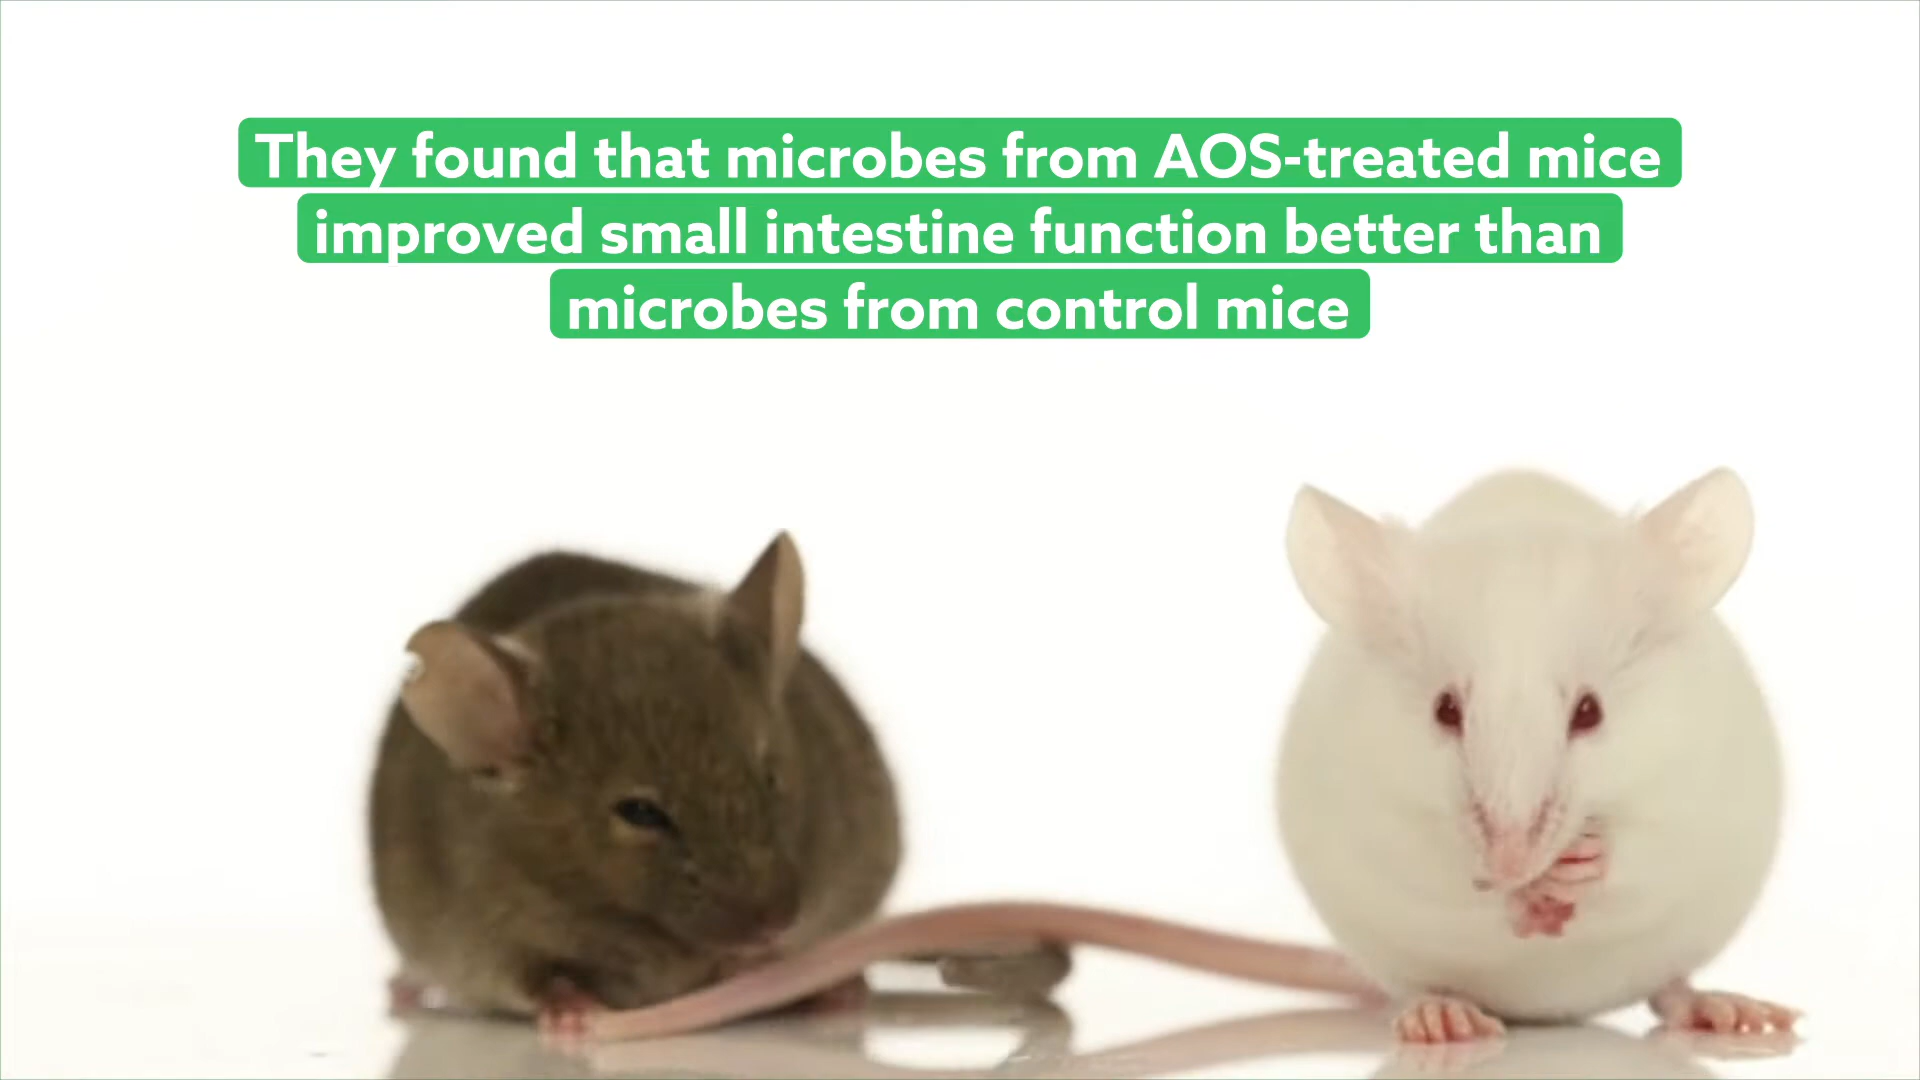 They found that microbes from AOS-treated mice
improved small intestine function better than
microbes from control mice